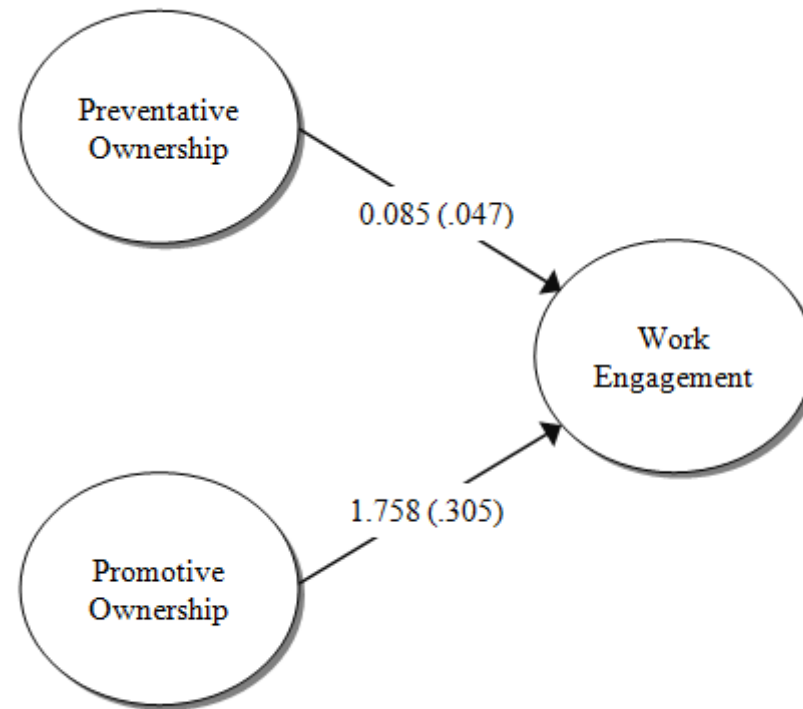 Preventative
Ownership
0.085 (.047)
Work
Engagement
1.758 (.305)
Promotive
Ownership